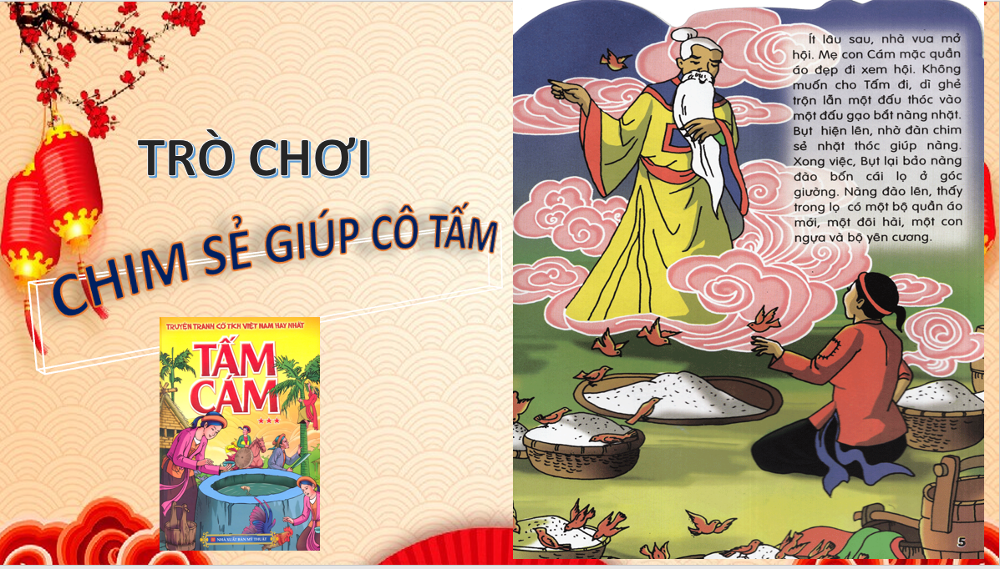 TRÒ CHƠI
CHIM SẺ GIÚP CÔ TẤM
TRUYỆN TRANH CỔ TÍCH VIỆT NAM HAY NHẤT
TẤM
CÁM
NHÀ XUẤT BẢN MỸ THUẬT
Ít lâu sau, nhà vua mở
hội. Mẹ con Cám mặc quần
áo đẹp đi xem hội. Không
muốn cho Tấm đi, dì ghẻ
trộn lẫn một đấu thóc vào
một đấu gạo bắt nàng nhặt.
Bụt hiện lên, nhờ đàn chim
sẻ nhặt thóc giúp nàng.
Xong việc, Bụt lại bảo nàng
đào bốn cái lọ ở góc
giường. Nàng đào lên, thấy
trong lọ có một bộ quần áo
mới, một đôi hài, một con
ngựa và bộ yên cương.
5